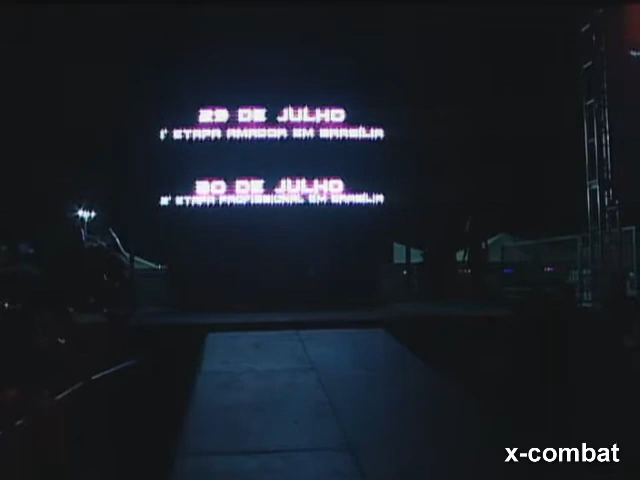 29 DE JULHO
1ª ETAPA AMADOR EM BRASÍLIA
30 DE JULHO
2ª ETAPA PROFISSIONAL EM BRASÍLIA
x-combat